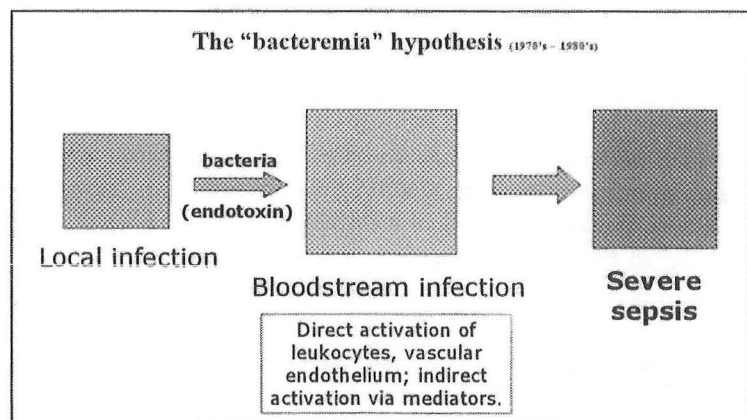 The “bacteremia” hypothesis (1970's – 1980's)
bacteria
(endotoxin)
Local infection
Bloodstream infection
Severe
sepsis
Direct activation of
leukocytes, vascular
endothelium; indirect
activation via mediators.